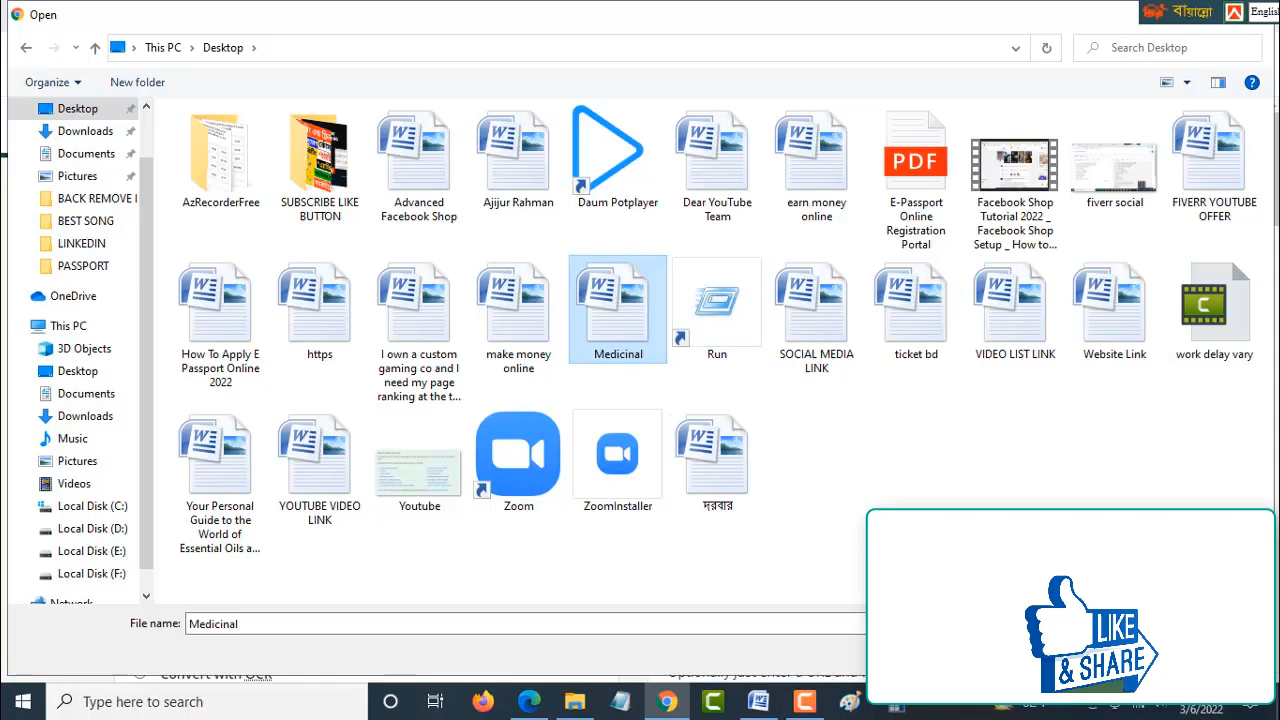 Open
বায়ান্নো
English
This PC
Desktop
Search Desktop
Organize
New folder
Desktop
Downloads
Documents
Pictures
BACK REMOVE I
BEST SONG
LINKEDIN
PASSPORT
OneDrive
This PC
3D Objects
Desktop
Documents
Downloads
Music
Pictures
Videos
Local Disk (C:)
Local Disk (D:)
Local Disk (E:)
Local Disk (F:)
Network
AzRecorderFree
SUBSCRIBE LIKE
BUTTON
Advanced
Facebook Shop
Ajijur Rahman
Daum Potplayer
Dear YouTube
Team
earn money
online
PDF
E-Passport
Online
Registration
Portal
Facebook Shop
Tutorial 2022 _
Facebook Shop
Setup _ How to...
fiverr social
FIVERR YOUTUBE
OFFER
How To Apply E
Passport Online
2022
https
I own a custom
gaming co and I
need my page
ranking at the t...
make money
online
Medicinal
Run
SOCIAL MEDIA
LINK
ticket bd
VIDEO LIST LINK
Website Link
work delay vary
Your Personal
Guide to the
World of
Essential Oils a...
YOUTUBE VIDEO
LINK
Youtube
Zoom
ZoomInstaller
দরবার
File name:
Medicinal
LIKE
& SHARE
Type here to search
3/6/2022